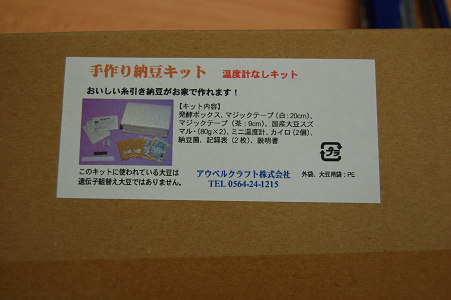 手作り納豆キット 温度計なしキット
おいしい糸引き納豆がお家で作れます！
【キット内容】
発酵ボックス、マジックテープ（白：20cm）、
マジックテープ（茶：9cm）、国産大豆スズ
マル・(80g×2)、ミニ温度計、カイロ(2個)、
納豆菌、記録表(2枚)、説明書
プラ
外袋、大豆用袋：PE
このキットに使われている大豆は
遺伝子組替え大豆ではありません。
アウベルクラフト株式会社
TEL 0564-24-1215